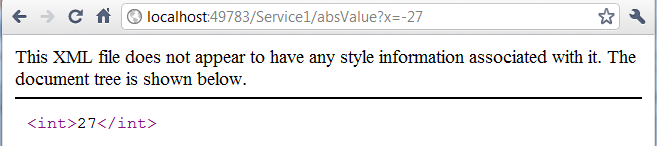 localhost:49783/Service1/absValue?x=-27
This XML file does not appear to have any style information associated with it. The
document tree is shown below.
<int>27</int>